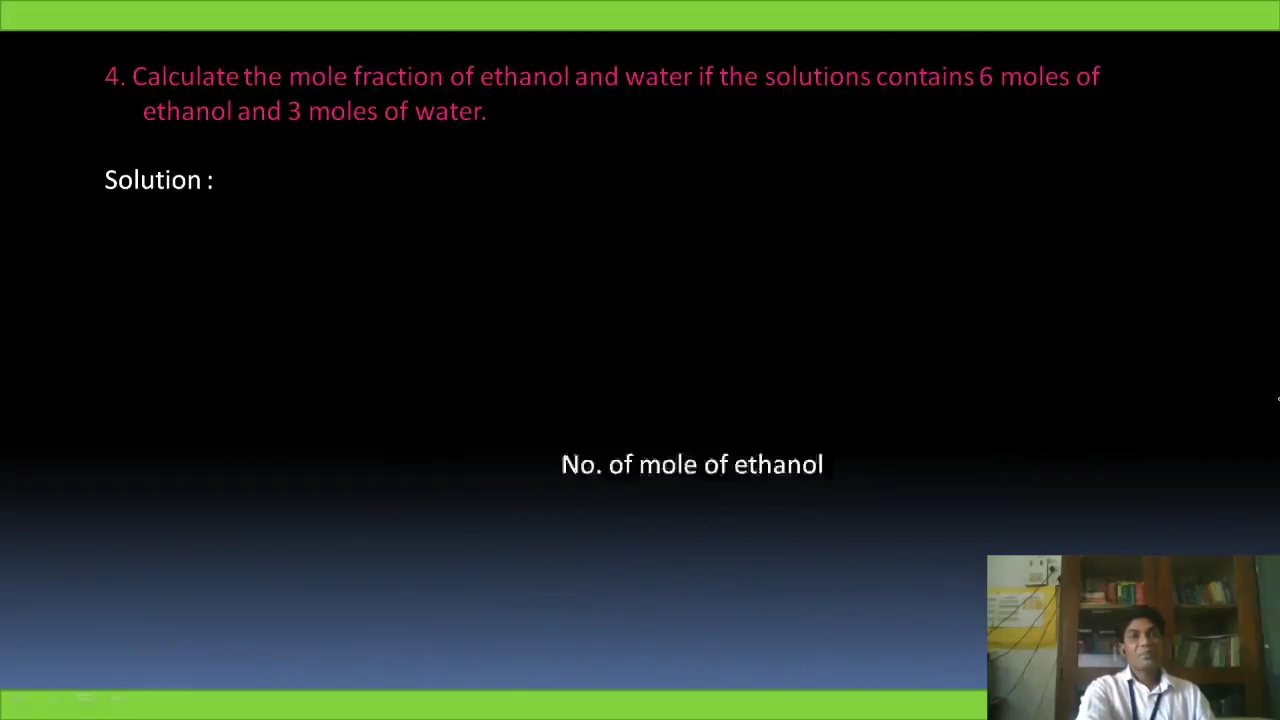 4. Calculate the mole fraction of ethanol and water if the solutions contains 6 moles of
ethanol and 3 moles of water.
Solution :
No. of mole of ethanol